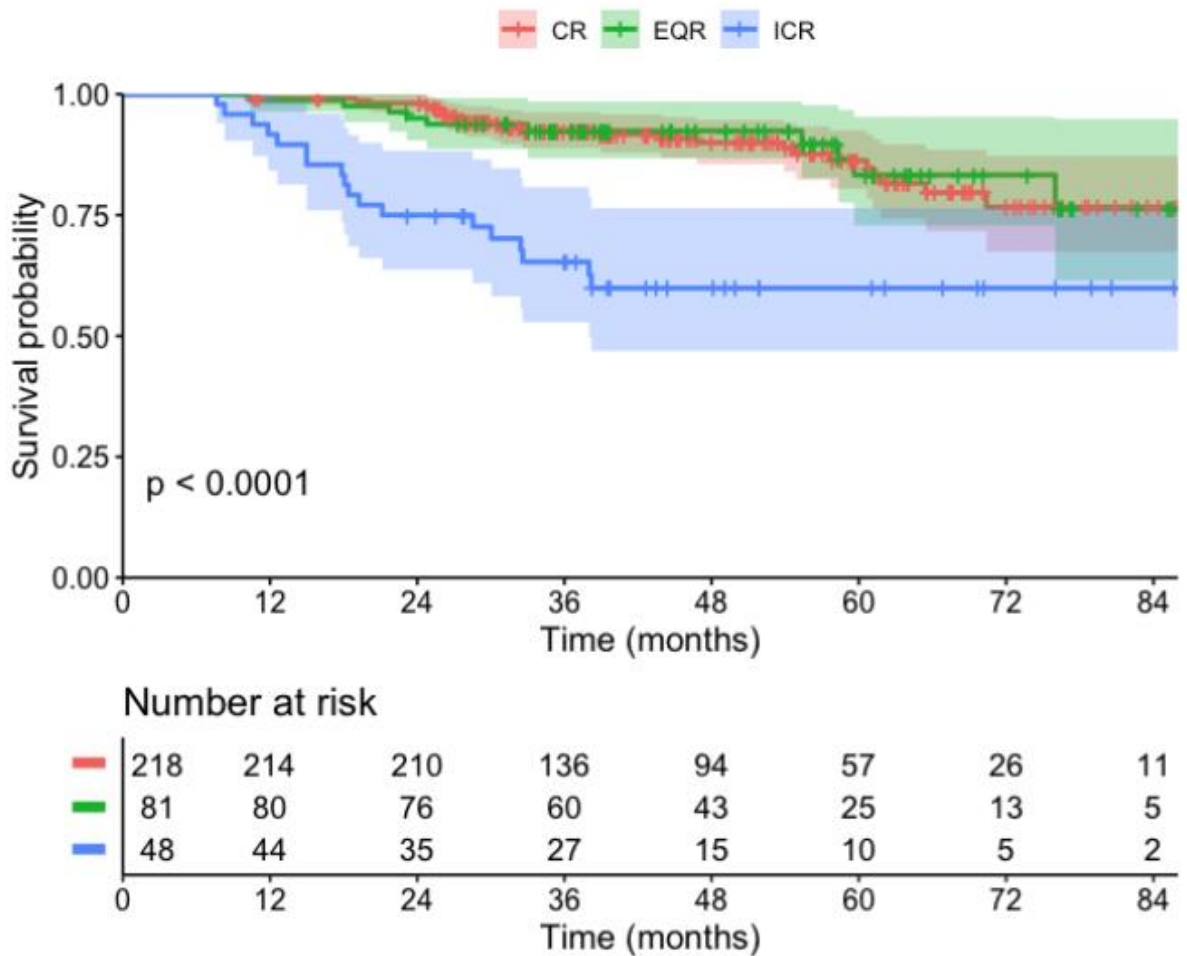 CR EQR ICR
1.00
0.75
0.50
0.25
0.00
Survival probability
p < 0.0001
0 12 24 36 48 60 72 84
Time (months)
Number at risk
218 214 210 136 94 57 26 11
81 80 76 60 43 25 13 5
48 44 35 27 15 10 5 2
0 12 24 36 48 60 72 84
Time (months)